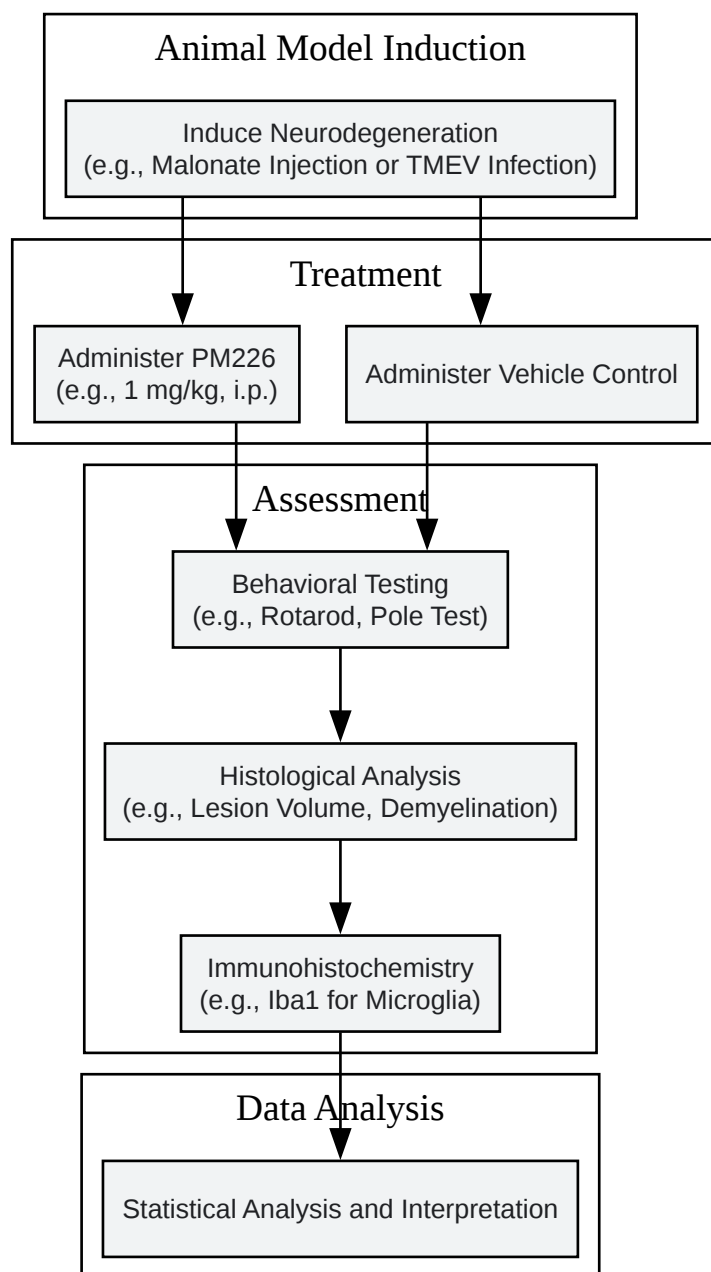 Animal Model Induction
Induce Neurodegeneration
(e.g., Malonate Injection or TMEV Infection)
Treatment
Administer PM226
(e.g., 1 mg/kg, i.p.)
Administer Vehicle Control
Assessment
Behavioral Testing
(e.g., Rotarod, Pole Test)
Histological Analysis
(e.g., Lesion Volume, Demyelination)
Immunohistochemistry
(e.g., Iba1 for Microglia)
Data Analysis
Statistical Analysis and Interpretation